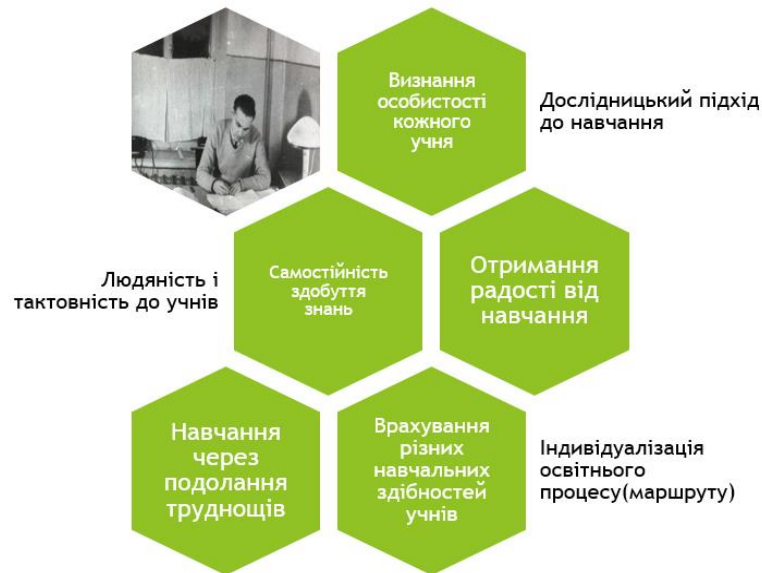 Визнання
особистості
кожного
учня
Дослідницький підхід
до навчання
Людяність і
тактовність до учнів
Самостійність
здобуття
знань
Отримання
радості від
навчання
Навчання
через
подолання
труднощів
Врахування
різних
навчальних
здібностей
учнів
Індивідуалізація
освітнього
процесу(маршруту)